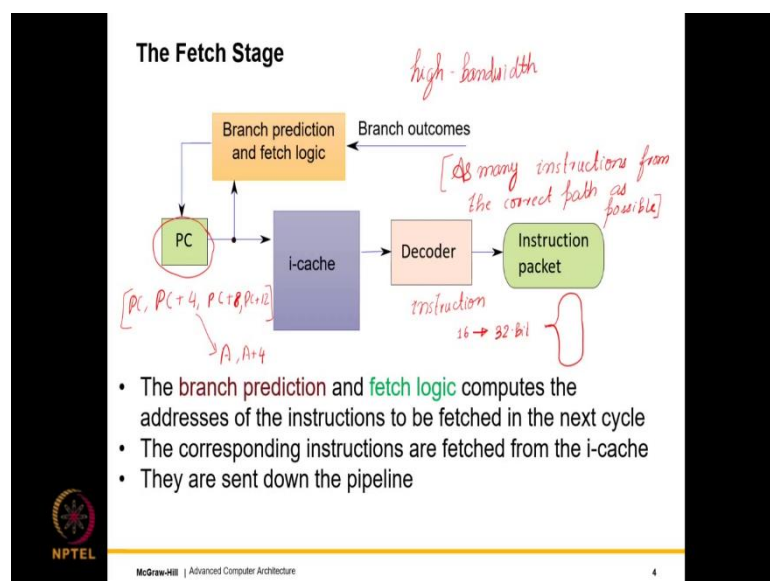 The Fetch Stage
high-bandwidth
Branch prediction
and fetch logic
Branch outcomes
[As many instructions from
the correct path as
possible]
PC
i-cache
Decoder
Instruction
packet
[PC, PC+4, PC+8, PC+12]
A, A+4
instruction
16 → 32-bit
• The branch prediction and fetch logic computes the
addresses of the instructions to be fetched in the next cycle
• The corresponding instructions are fetched from the i-cache
• They are sent down the pipeline
NPTEL
McGraw-Hill | Advanced Computer Architecture
4